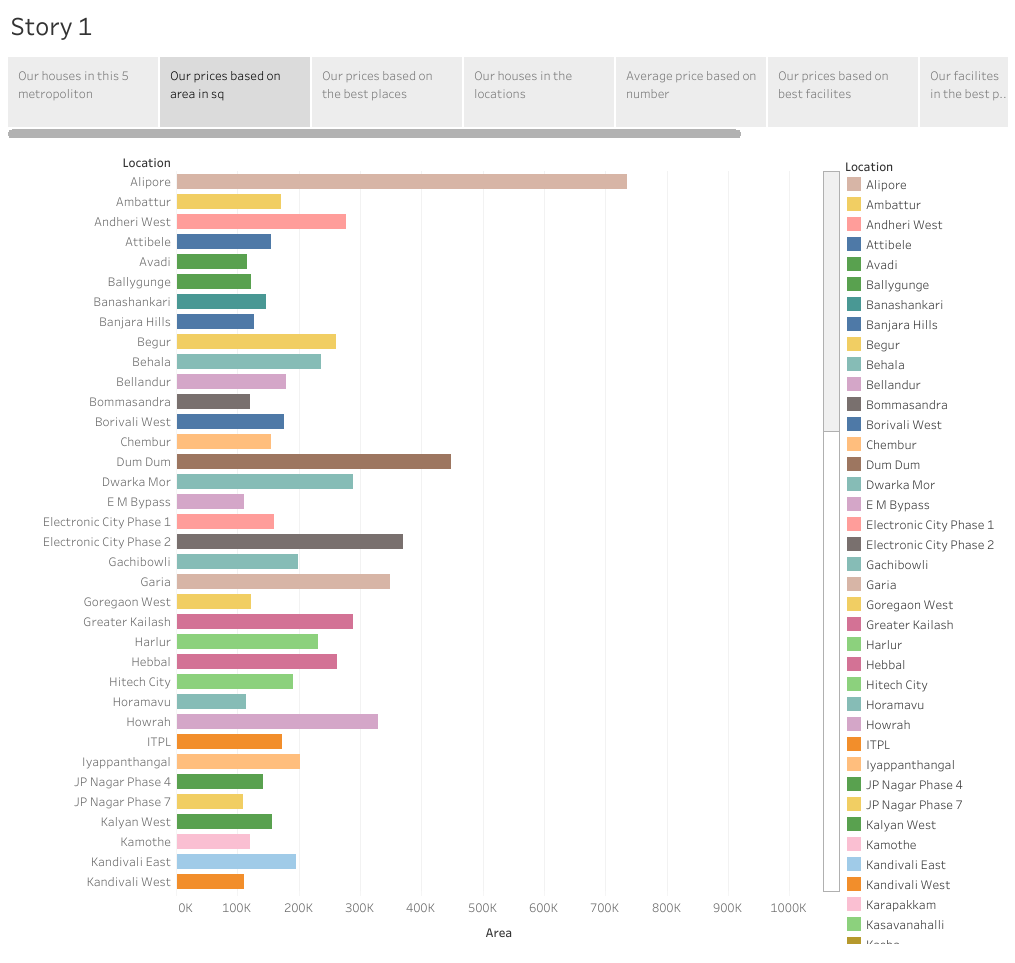 Story 1
Our houses in this 5
metropoliton
Our prices based on
area in sq
Our prices based on
the best places
Our houses in the
locations
Average price based on
number
Our prices based on
best facilites
Our facilites
in the best p..
Location
Alipore
Ambattur
Andheri West
Attibele
Avadi
Ballygunge
Banashankari
Banjara Hills
Begur
Behala
Bellandur
Bommasandra
Borivali West
Chembur
Dum Dum
Dwarka Mor
E M Bypass
Electronic City Phase 1
Electronic City Phase 2
Gachibowli
Garia
Goregaon West
Greater Kailash
Harlur
Hebbal
Hitech City
Horamavu
Howrah
ITPL
Iyappanthangal
JP Nagar Phase 4
JP Nagar Phase 7
Kalyan West
Kamothe
Kandivali East
Kandivali West
0K 100K 200K 300K 400K 500K 600K 700K 800K 900K 1000K
Area
Location
Alipore
Ambattur
Andheri West
Attibele
Avadi
Ballygunge
Banashankari
Banjara Hills
Begur
Behala
Bellandur
Bommasandra
Borivali West
Chembur
Dum Dum
Dwarka Mor
E M Bypass
Electronic City Phase 1
Electronic City Phase 2
Gachibowli
Garia
Goregaon West
Greater Kailash
Harlur
Hebbal
Hitech City
Horamavu
Howrah
ITPL
Iyappanthangal
JP Nagar Phase 4
JP Nagar Phase 7
Kalyan West
Kamothe
Kandivali East
Kandivali West
Karapakkam
Kasavanahalli